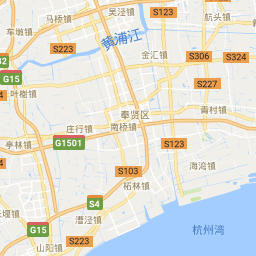 马桥镇
吴泾镇
S123
航头镇
车墩镇
黄浦江
S223
金汇镇
S306
S324
G15
叶榭镇
S223
S227
青村镇
奉贤区
南桥镇
庄行镇
亭林镇
G1501
S123
海湾镇
S103
柘林镇
S4
漕泾镇
G15
杭州湾
山阳镇
S223